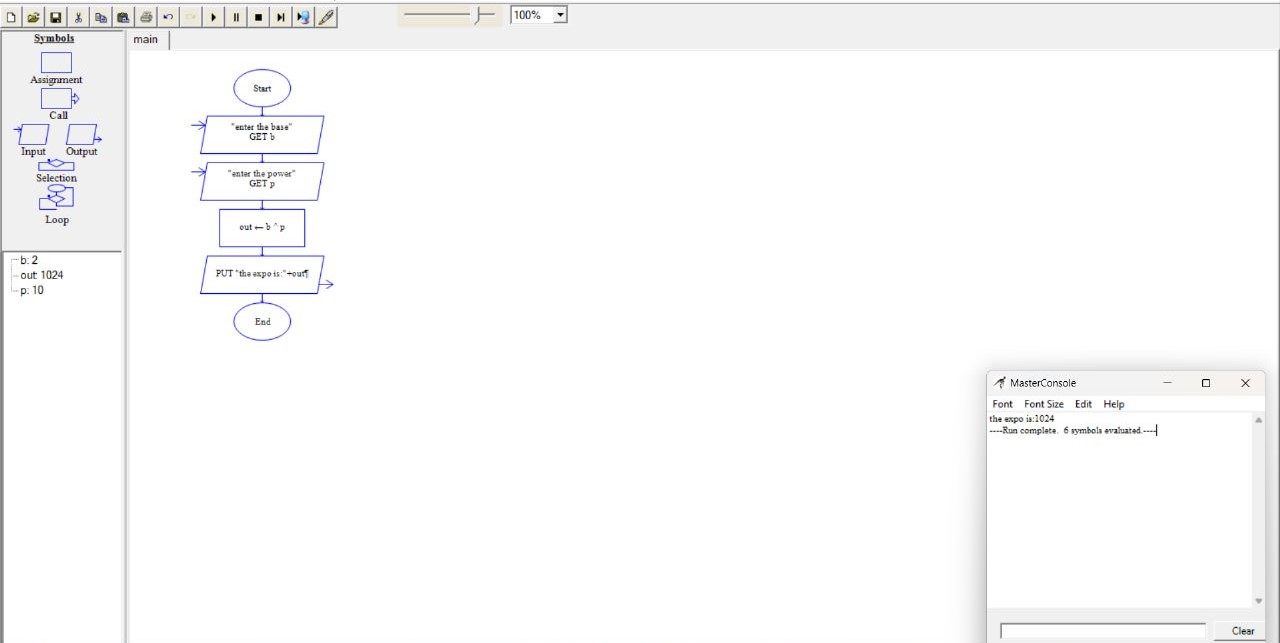 100%
Symbols
main
Assignment
Call
Input Output
Selection
Loop
b: 2
out: 1024
p: 10
Start
"enter the base"
GET b
"enter the power"
GET p
out ← b ^ p
PUT "the expo is:"+out¶
End
MasterConsole
Font Font Size Edit Help
the expo is:1024
----Run complete. 6 symbols evaluated.----
Clear